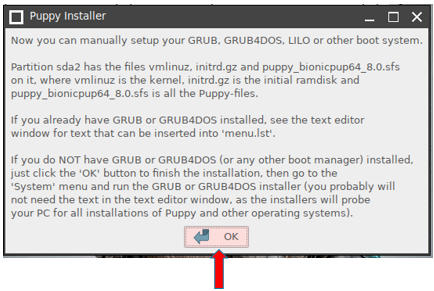 Puppy Installer
Now you can manually setup your GRUB, GRUB4DOS, LILO or other boot system.
Partition sda2 has the files vmlinuz, initrd.gz and puppy_bionicpup64_8.0.sfs
on it, where vmlinuz is the kernel, initrd.gz is the initial ramdisk and
puppy_bionicpup64_8.0.sfs is all the Puppy-files.
If you already have GRUB or GRUB4DOS installed, see the text editor
window for text that can be inserted into 'menu.lst'.
If you do NOT have GRUB or GRUB4DOS (or any other boot manager) installed,
just click the 'OK' button to finish the installation, then go to the
'System' menu and run the GRUB or GRUB4DOS installer (you probably will
not need the text in the text editor window, as the installers will probe
your PC for all installations of Puppy and other operating systems).
OK